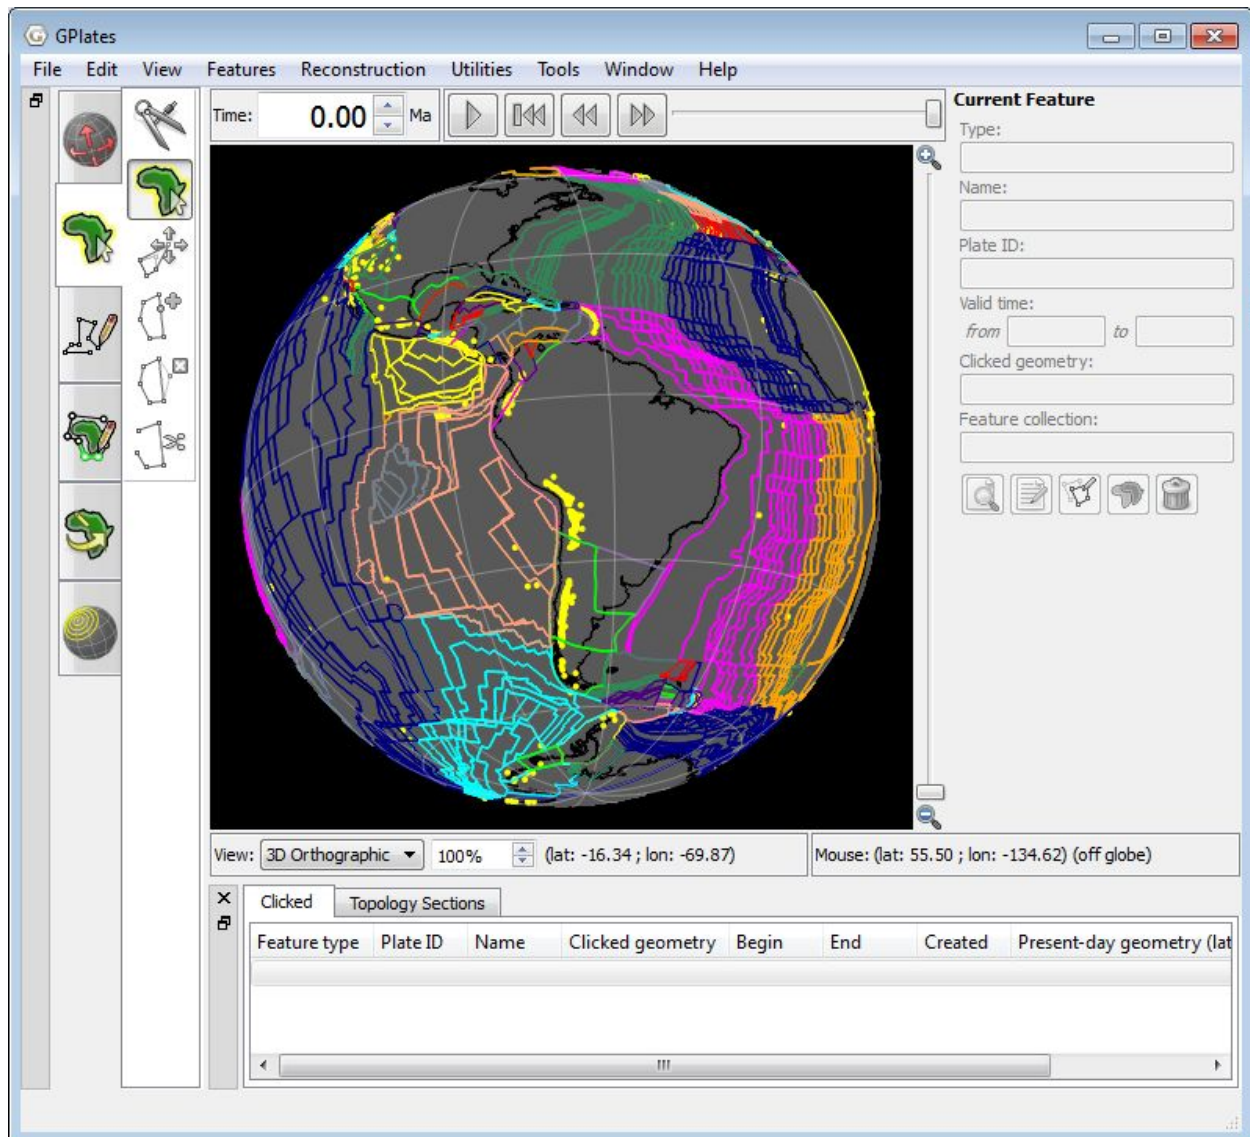 GPlates
File Edit View Features Reconstruction Utilities Tools Window Help
Time: 0.00 Ma
Current Feature
Type:
Name:
Plate ID:
Valid time:
from to
Clicked geometry:
Feature collection:
View: 3D Orthographic 100% (lat: -16.34 ; lon: -69.87) Mouse: (lat: 55.50 ; lon: -134.62) (off globe)
Clicked Topology Sections
Feature type Plate ID Name Clicked geometry Begin End Created Present-day geometry (lat